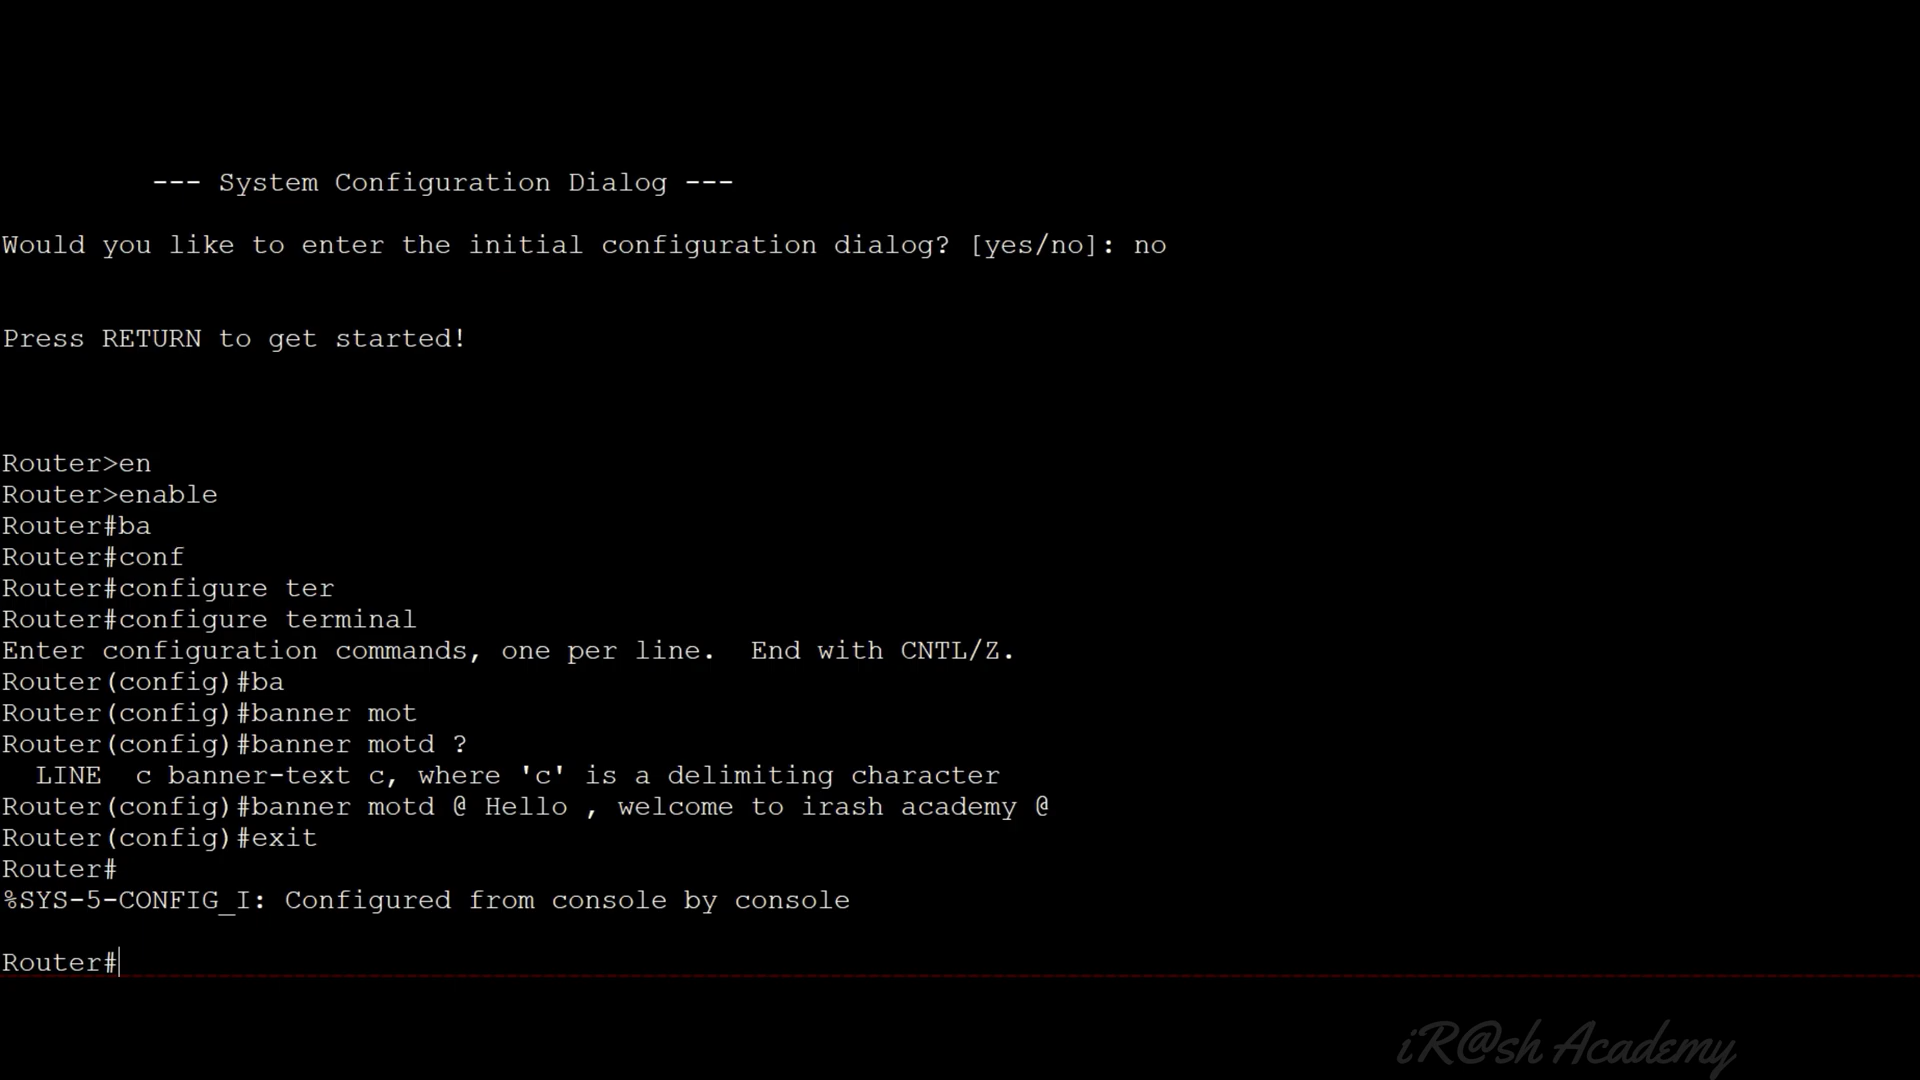 --- System Configuration Dialog ---
Would you like to enter the initial configuration dialog? [yes/no]: no
Press RETURN to get started!
Router>en
Router>enable
Router#ba
Router#conf
Router#configure ter
Router#configure terminal
Enter configuration commands, one per line.  End with CNTL/Z.
Router(config)#ba
Router(config)#banner mot
Router(config)#banner motd ?
  LINE  c banner-text c, where 'c' is a delimiting character
Router(config)#banner motd @ Hello , welcome to irash academy @
Router(config)#exit
Router#
%SYS-5-CONFIG_I: Configured from console by console
Router#
iR@sh Academy